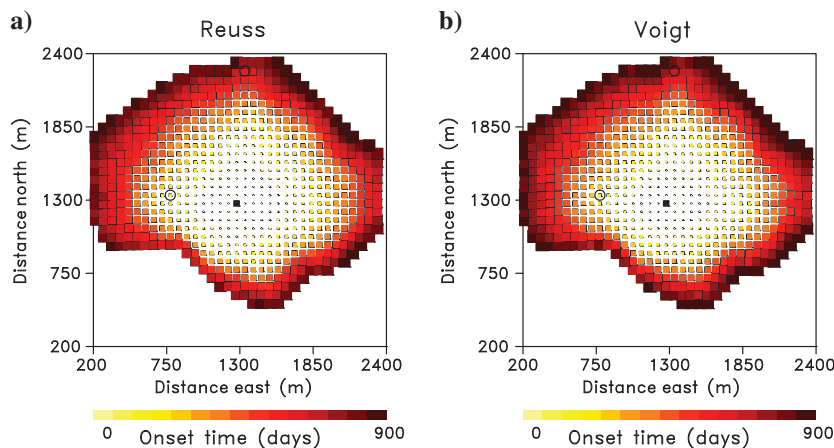 a) Reuss
2400
1850
1300
750
200
Distance north (m)
200 750 1300 1850 2400
Distance east (m)
0 Onset time (days) 900
b) Voigt
2400
1850
1300
750
200
Distance north (m)
200 750 1300 1850 2400
Distance east (m)
0 Onset time (days) 900